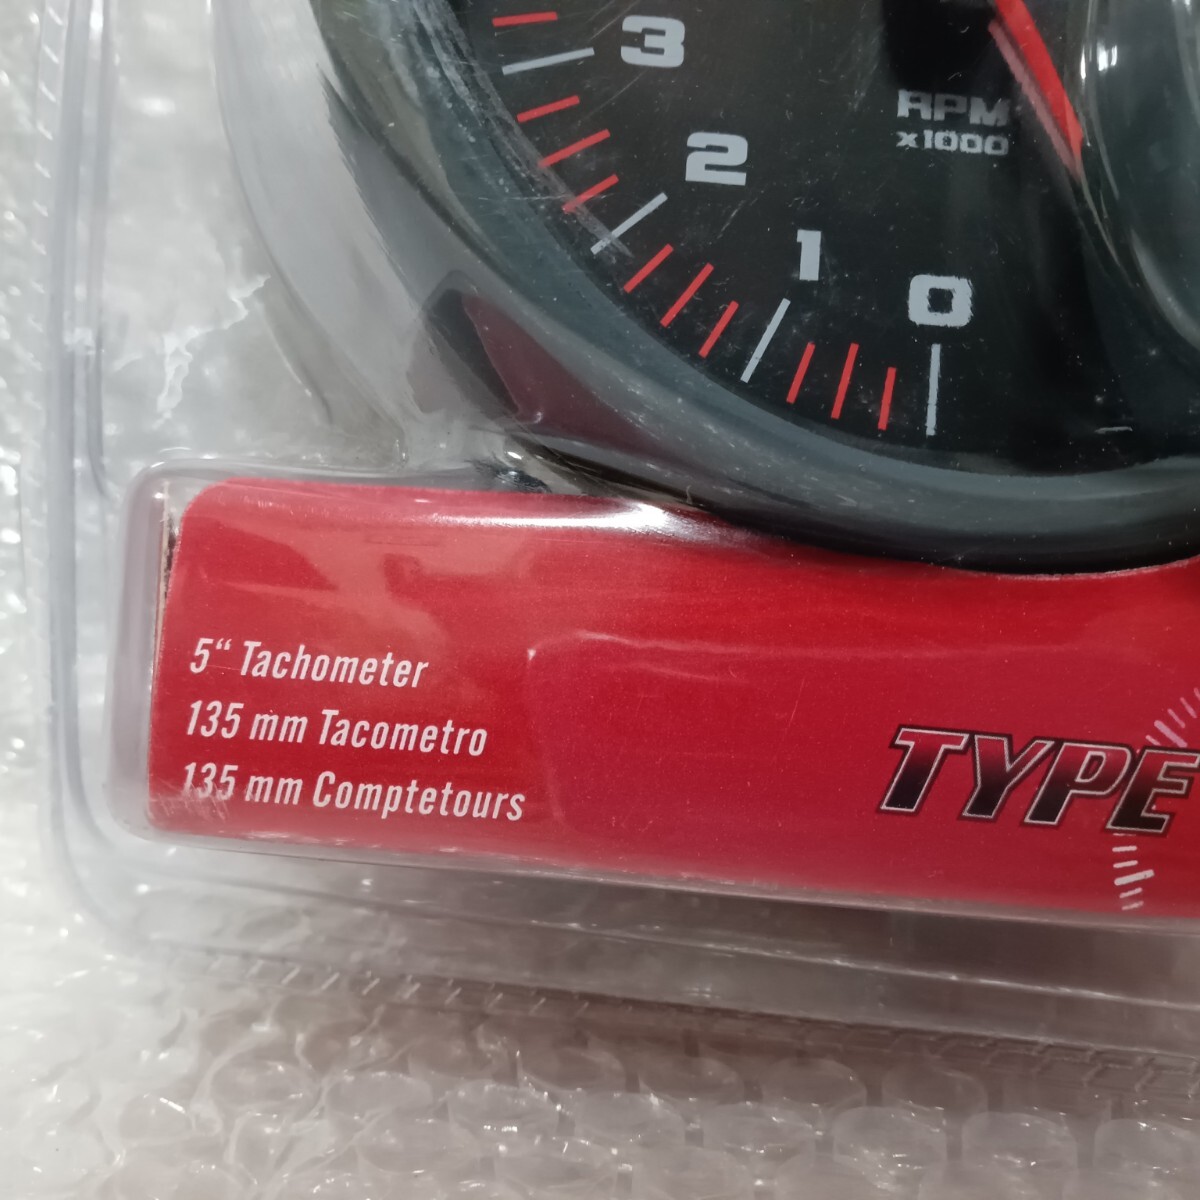 3
2
1
0
RPM
x1000
5“ Tachometer
135 mm Tacometro
135 mm Comptetours
TYPE